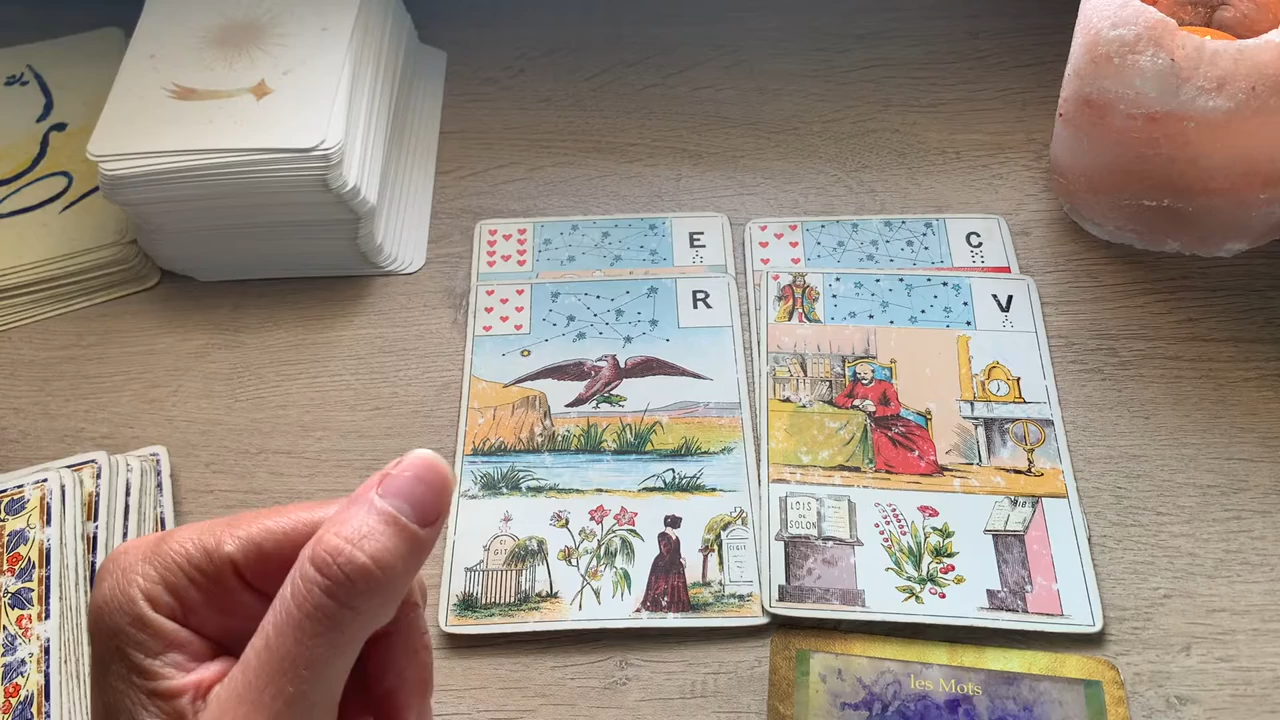 E
C
R
V
LOIS
DE
SOLON
CI
GIT
CI GIT
les Mots